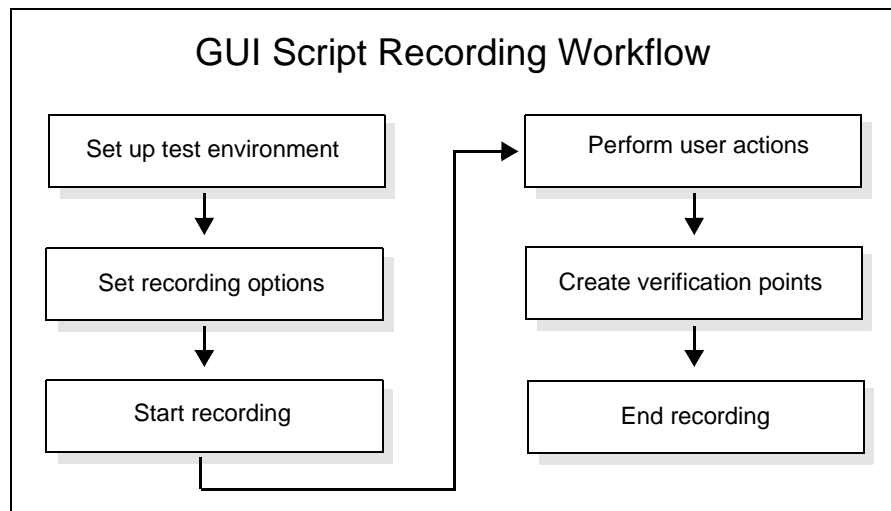 GUI Script Recording Workflow
Set up test environment
Set recording options
Start recording
Perform user actions
Create verification points
End recording